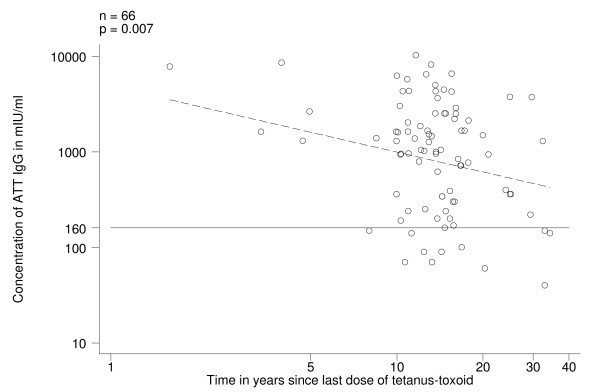 n = 66
p = 0.007
Concentration of ATT IgG in mIU/ml
10000
1000
160
100
10
1 5 10 20 30 40
Time in years since last dose of tetanus-toxoid